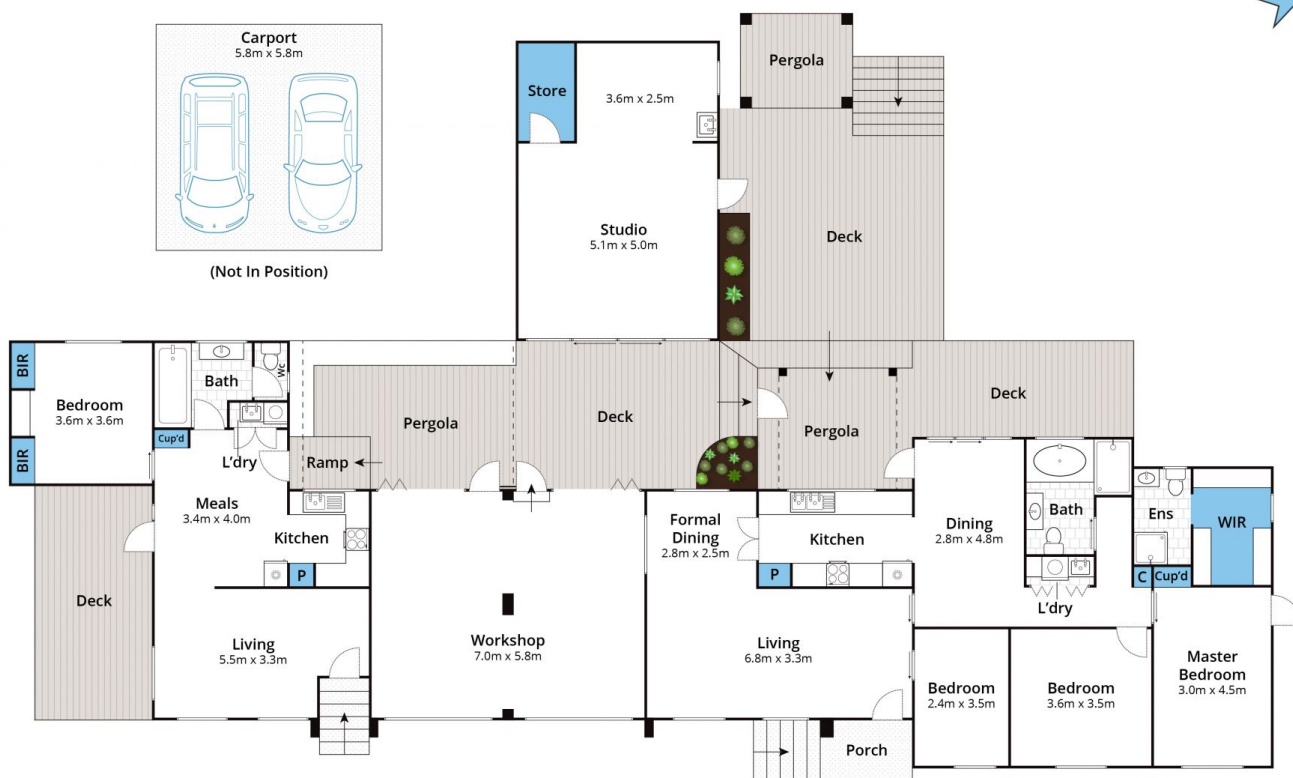 Carport
5.8m x 5.8m
(Not In Position)
Store
3.6m x 2.5m
Studio
5.1m x 5.0m
Pergola
Deck
BIR
Bedroom
3.6m x 3.6m
BIR
Bath
Wc
Cup'd
L'dry
Ramp
Pergola
Deck
Pergola
Deck
Meals
3.4m x 4.0m
Kitchen
P
Deck
Living
5.5m x 3.3m
Workshop
7.0m x 5.8m
Formal
Dining
2.8m x 2.5m
Kitchen
P
Living
6.8m x 3.3m
Dining
2.8m x 4.8m
Bath
L'dry
Ens
WIR
C
Cup'd
Bedroom
2.4m x 3.5m
Bedroom
3.6m x 3.5m
Master
Bedroom
3.0m x 4.5m
Porch